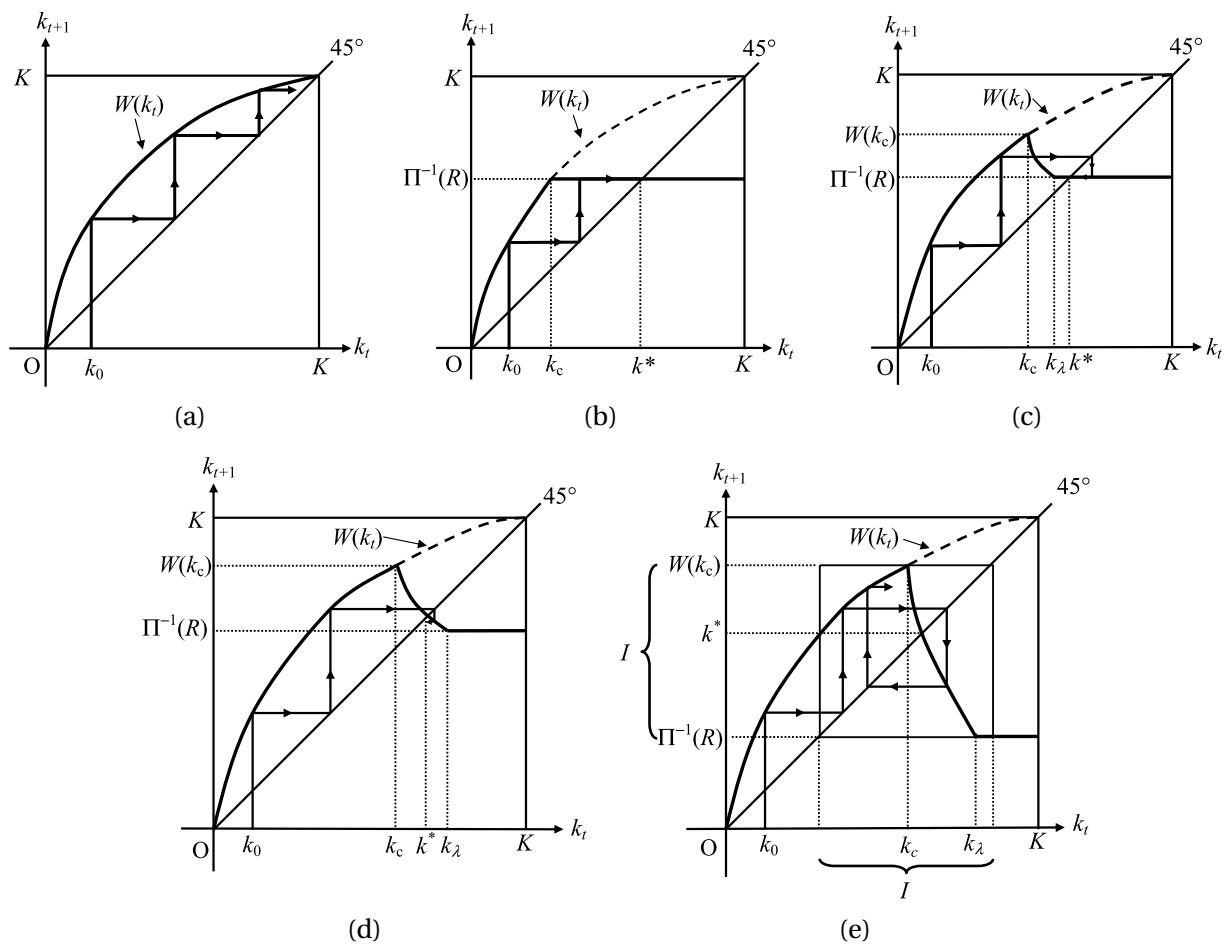 k_{t+1}
45°
K
W(k_t)
O
k_0
K
k_t
(a)
k_{t+1}
45°
K
W(k_t)
Π^{−1}(R)
O
k_0
k_c
k*
K
k_t
(b)
k_{t+1}
45°
K
W(k_t)
W(k_c)
Π^{−1}(R)
O
k_0
k_c
k_λ
k*
K
k_t
(c)
k_{t+1}
45°
K
W(k_t)
W(k_c)
Π^{−1}(R)
O
k_0
k_c
k*
k_λ
K
k_t
(d)
k_{t+1}
45°
K
W(k_t)
W(k_c)
k*
I
Π^{−1}(R)
O
k_0
k_c
k_λ
K
k_t
I
(e)